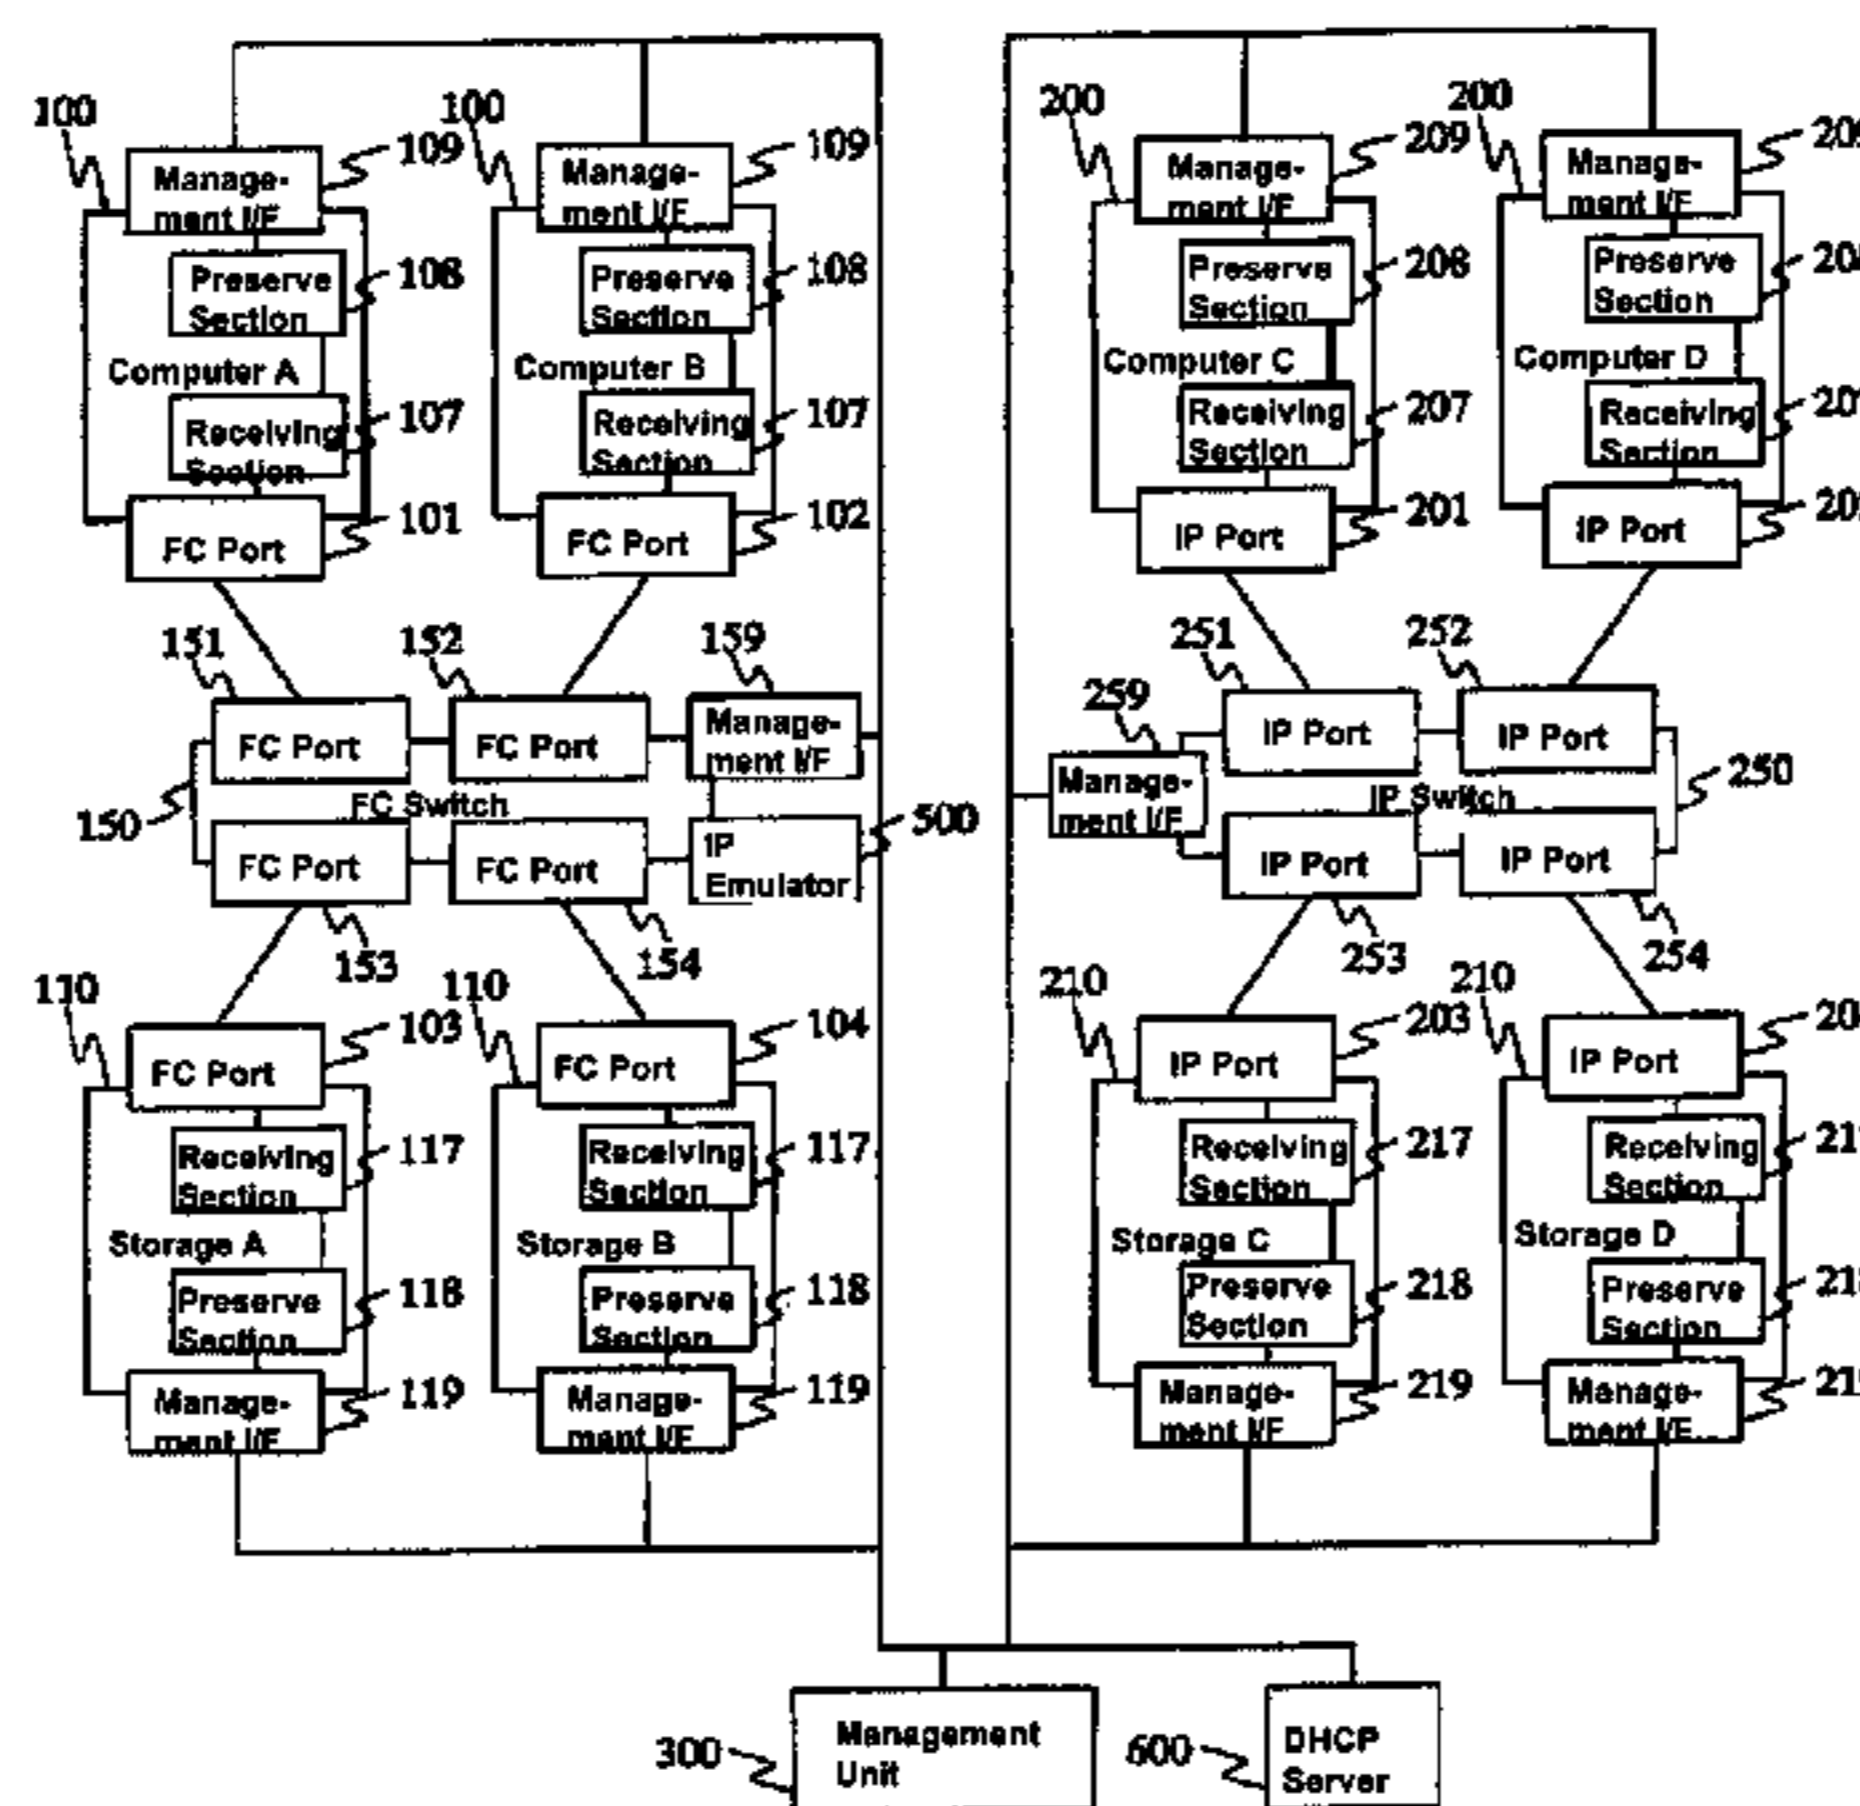 100
100
200
200
Manage-
ment I/F
109
Manage-
ment I/F
109
Manage-
ment I/F
209
Manage-
ment I/F
Preserve
Section
108
Preserve
Section
108
Preserve
Section
208
Preserve
Section
Computer A
Computer B
Computer C
Computer D
Receiving
Section
107
Receiving
Section
107
Receiving
Section
207
Receiving
Section
FC Port
101
FC Port
102
IP Port
201
IP Port
151
152
159
251
252
259
FC Port
FC Port
Manage-
ment I/F
IP Port
IP Port
Manage-
ment I/F
150
FC Switch
500
IP Switch
250
FC Port
FC Port
IP
Emulator
IP Port
IP Port
153
154
253
254
110
110
210
210
FC Port
103
FC Port
104
IP Port
203
IP Port
Receiving
Section
117
Receiving
Section
117
Receiving
Section
217
Receiving
Section
Storage A
Storage B
Storage C
Storage D
Preserve
Section
118
Preserve
Section
118
Preserve
Section
218
Preserve
Section
Manage-
ment I/F
119
Manage-
ment I/F
119
Manage-
ment I/F
219
Manage-
ment I/F
300
Management
Unit
600
DHCP
Server